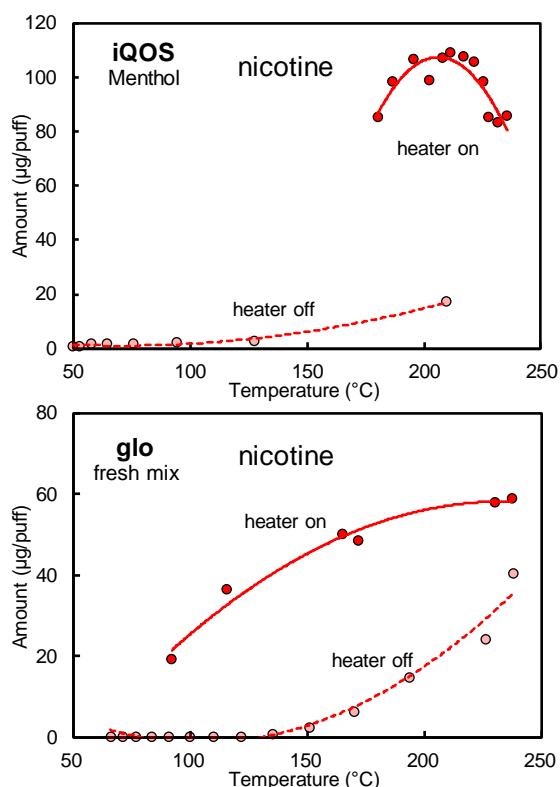 120
100
80
60
40
20
0
Amount (µg/puff)
iQOS
Menthol
nicotine
heater on
heater off
50
100
150
200
250
Temperature (°C)
80
60
40
20
0
Amount (µg/puff)
glo
fresh mix
nicotine
heater on
heater off
50
100
150
200
250
Temperature (°C)